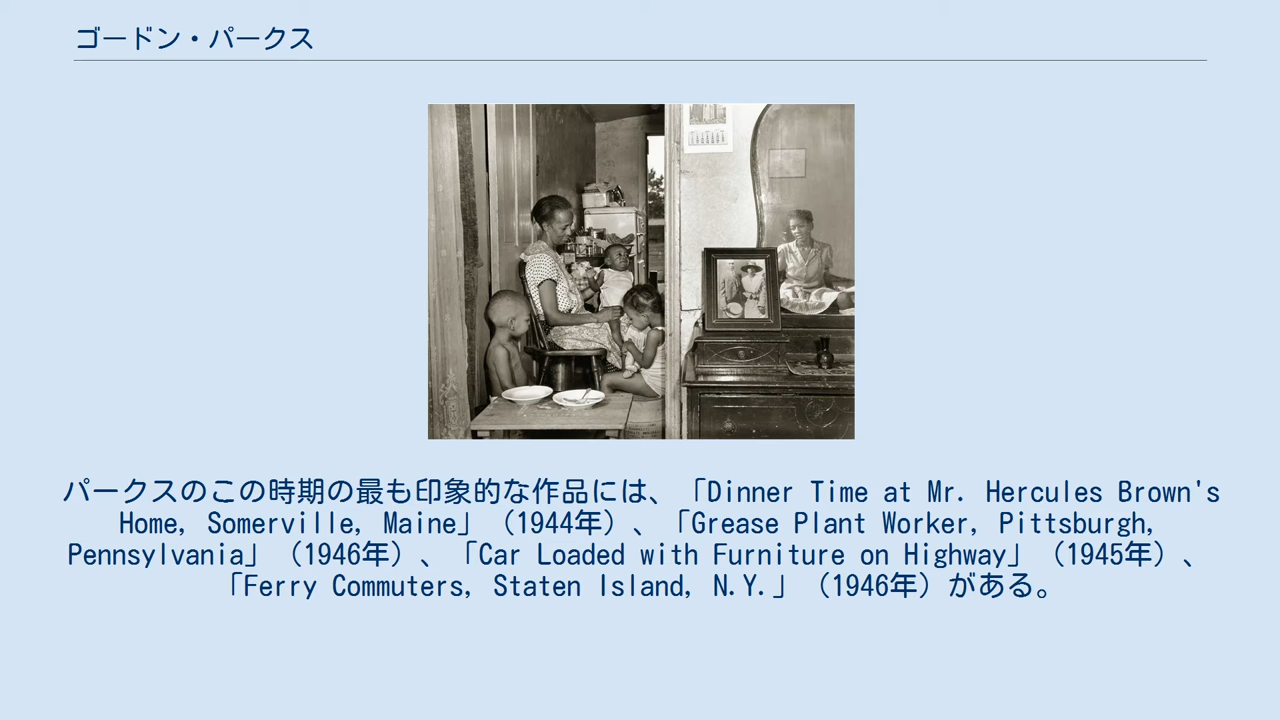 ゴードン・パークス
パークスのこの時期の最も印象的な作品には、「Dinner Time at Mr. Hercules Brown's
Home, Somerville, Maine」（1944年）、「Grease Plant Worker, Pittsburgh,
Pennsylvania」（1946年）、「Car Loaded with Furniture on Highway」（1945年）、
「Ferry Commuters, Staten Island, N.Y.」（1946年）がある。